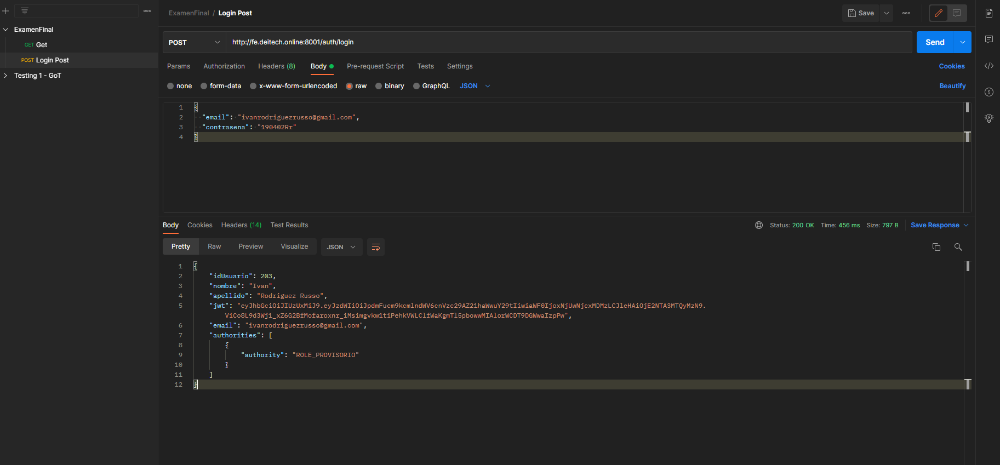 ExamenFinal
GET Get
POST Login Post
Testing 1 - GoT
ExamenFinal / Login Post
Save
POST
http://fe.deitech.online:8001/auth/login
Send
Params Authorization Headers (8) Body Pre-request Script Tests Settings Cookies
none form-data x-www-form-urlencoded raw binary GraphQL JSON Beautify
1 {
2 "email": "ivanrodriguezrusso@gmail.com",
3 "contrasena": "190402Rr"
4 }
Body Cookies Headers (14) Test Results Status: 200 OK Time: 456 ms Size: 797 B Save Response
Pretty Raw Preview Visualize JSON
1 {
2 "idUsuario": 203,
3 "nombre": "Ivan",
4 "apellido": "Rodriguez Russo",
5 "jwt": "eyJhbGciOiJIUzUxMiJ9.eyJzdWIiOiJpdmFucm9kcmlndWV6cnVzc29AZ21haWwuY29tIiwiaWF0IjoxNjUwNjcxMDMzLCJleHAiOjE2NTA3MTQyMzN9.
ViCo8L9d3Wj1_xZ6G2BfMofaroxnr_iMsimgvkw1tiPehkVWLClfWaKgmTl5pbowwMIAlorWCDT9DGWwaIzpPw",
6 "email": "ivanrodriguezrusso@gmail.com",
7 "authorities": [
8 {
9 "authority": "ROLE_PROVISORIO"
10 }
11 ]
12 }